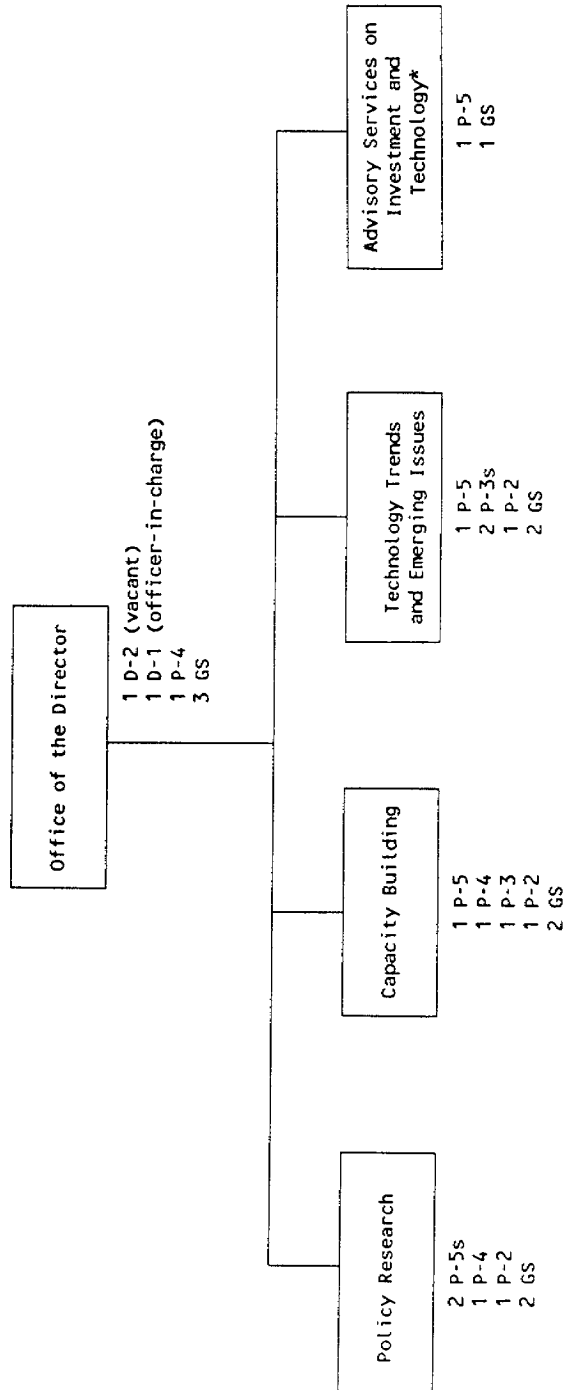 Office of the Director
1 D-2 (vacant)
1 D-1 (officer-in-charge)
1 P-4
3 GS
Policy Research
2 P-5s
1 P-4
1 P-2
2 GS
Capacity Building
1 P-5
1 P-4
1 P-3
1 P-2
2 GS
Technology Trends
and Emerging Issues
1 P-5
2 P-3s
1 P-2
2 GS
Advisory Services on
Investment and
Technology*
1 P-5
1 GS